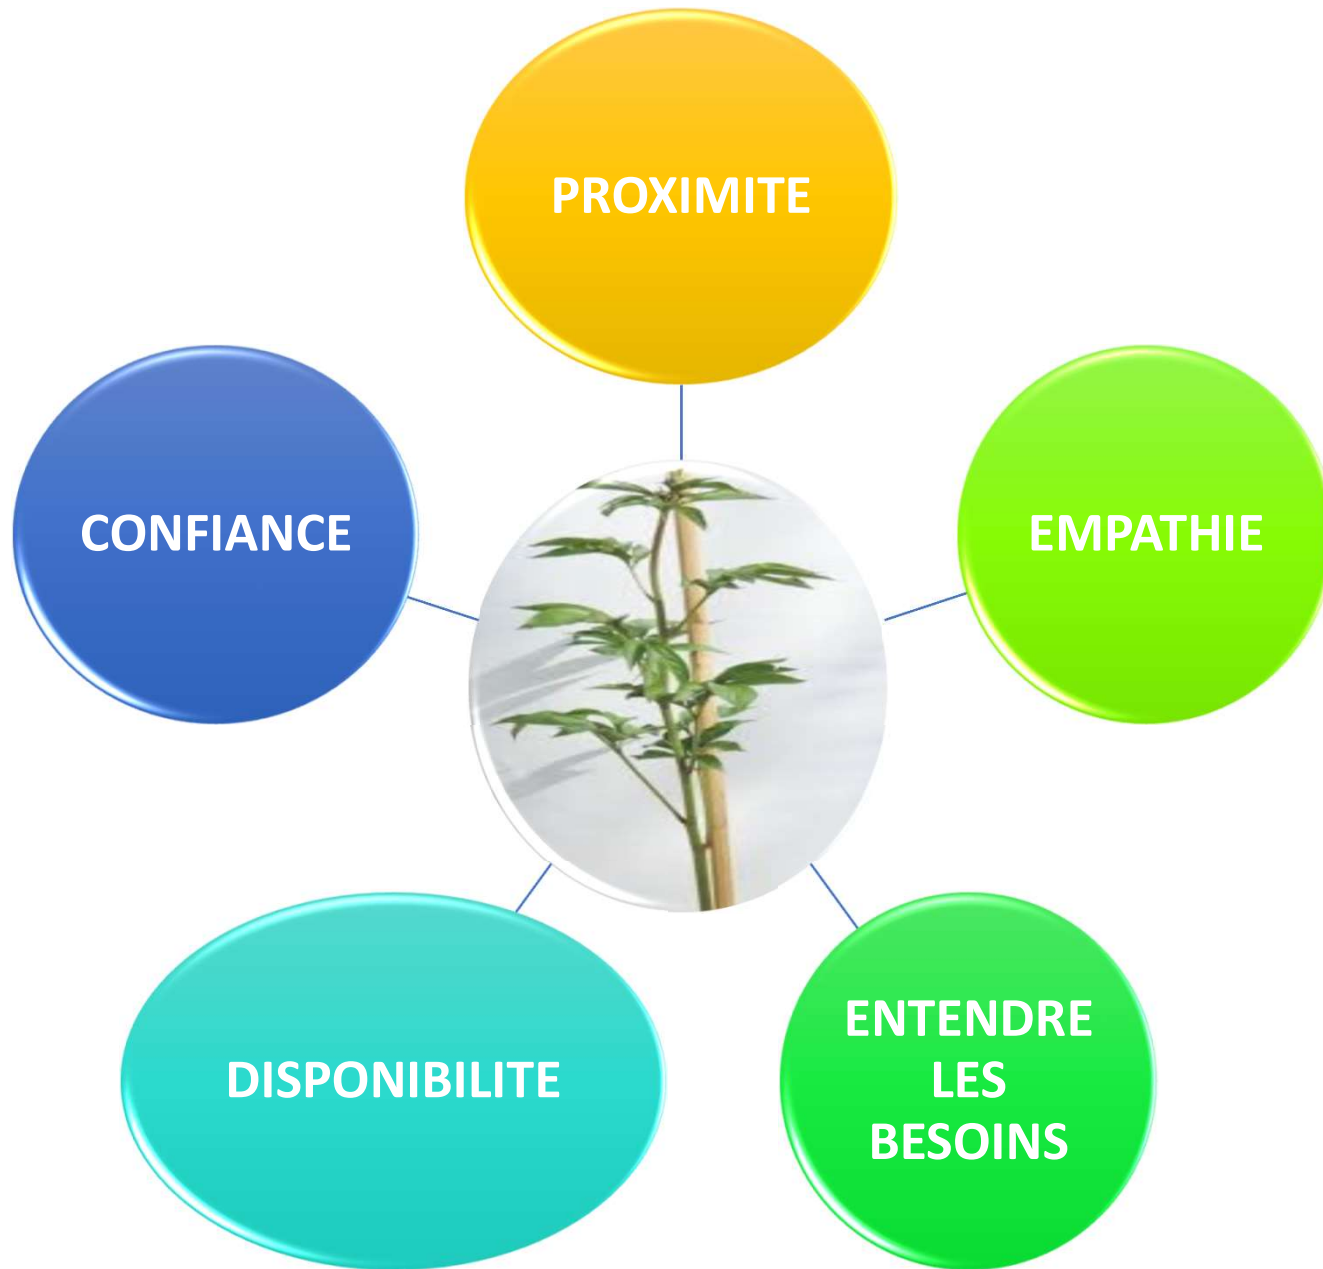 PROXIMITE
CONFIANCE
EMPATHIE
DISPONIBILITE
ENTENDRE
LES
BESOINS